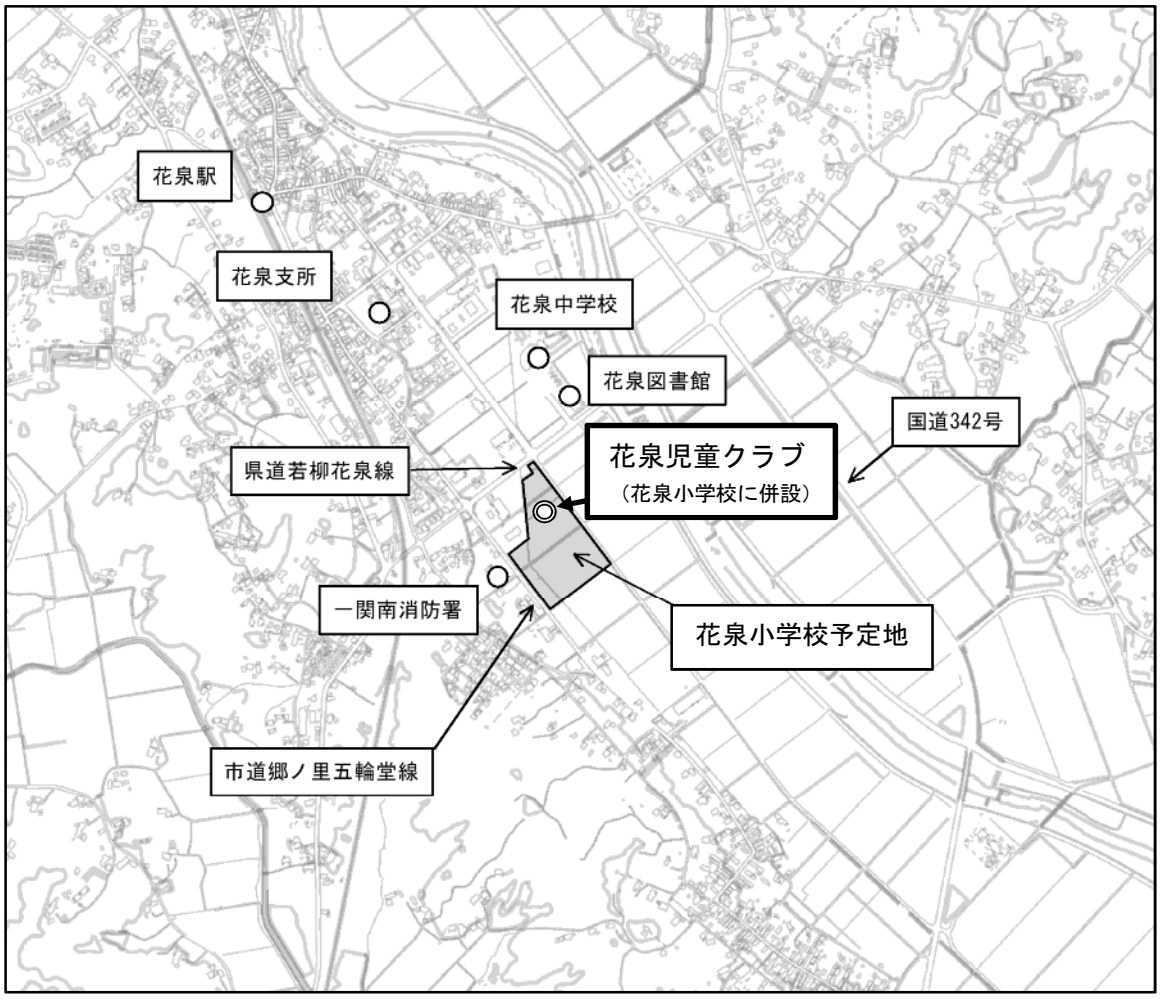 花泉駅
花泉支所
花泉中学校
花泉図書館
国道342号
花泉児童クラブ
（花泉小学校に併設）
県道若柳花泉線
一関南消防署
花泉小学校予定地
市道郷ノ里五輪堂線